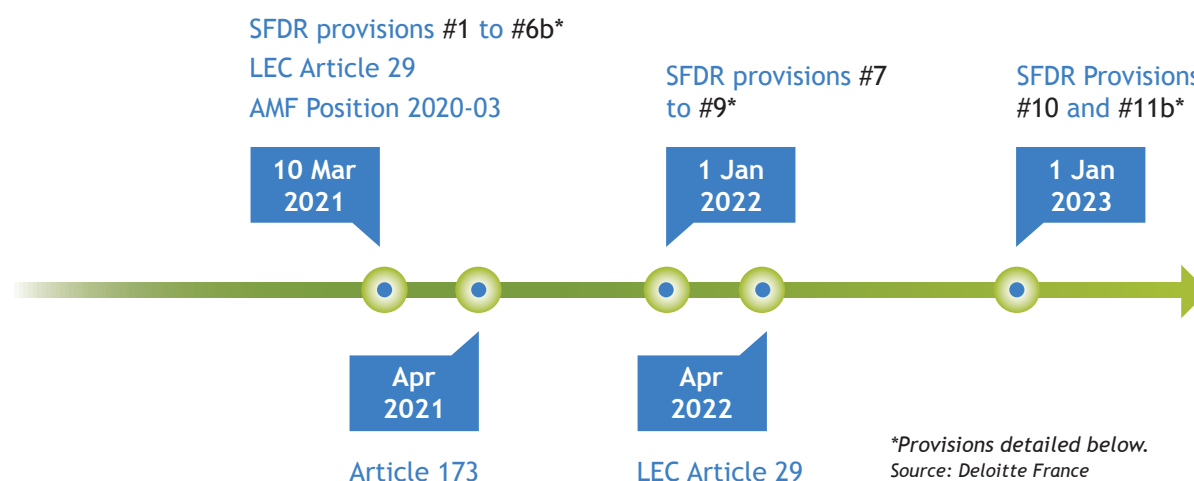 SFDR provisions #1 to #6b*
LEC Article 29
AMF Position 2020-03
10 Mar
2021
SFDR provisions #7
to #9*
1 Jan
2022
SFDR Provisions
#10 and #11b*
1 Jan
2023
Apr
2021
Article 173
Apr
2022
LEC Article 29
*Provisions detailed below.
Source: Deloitte France